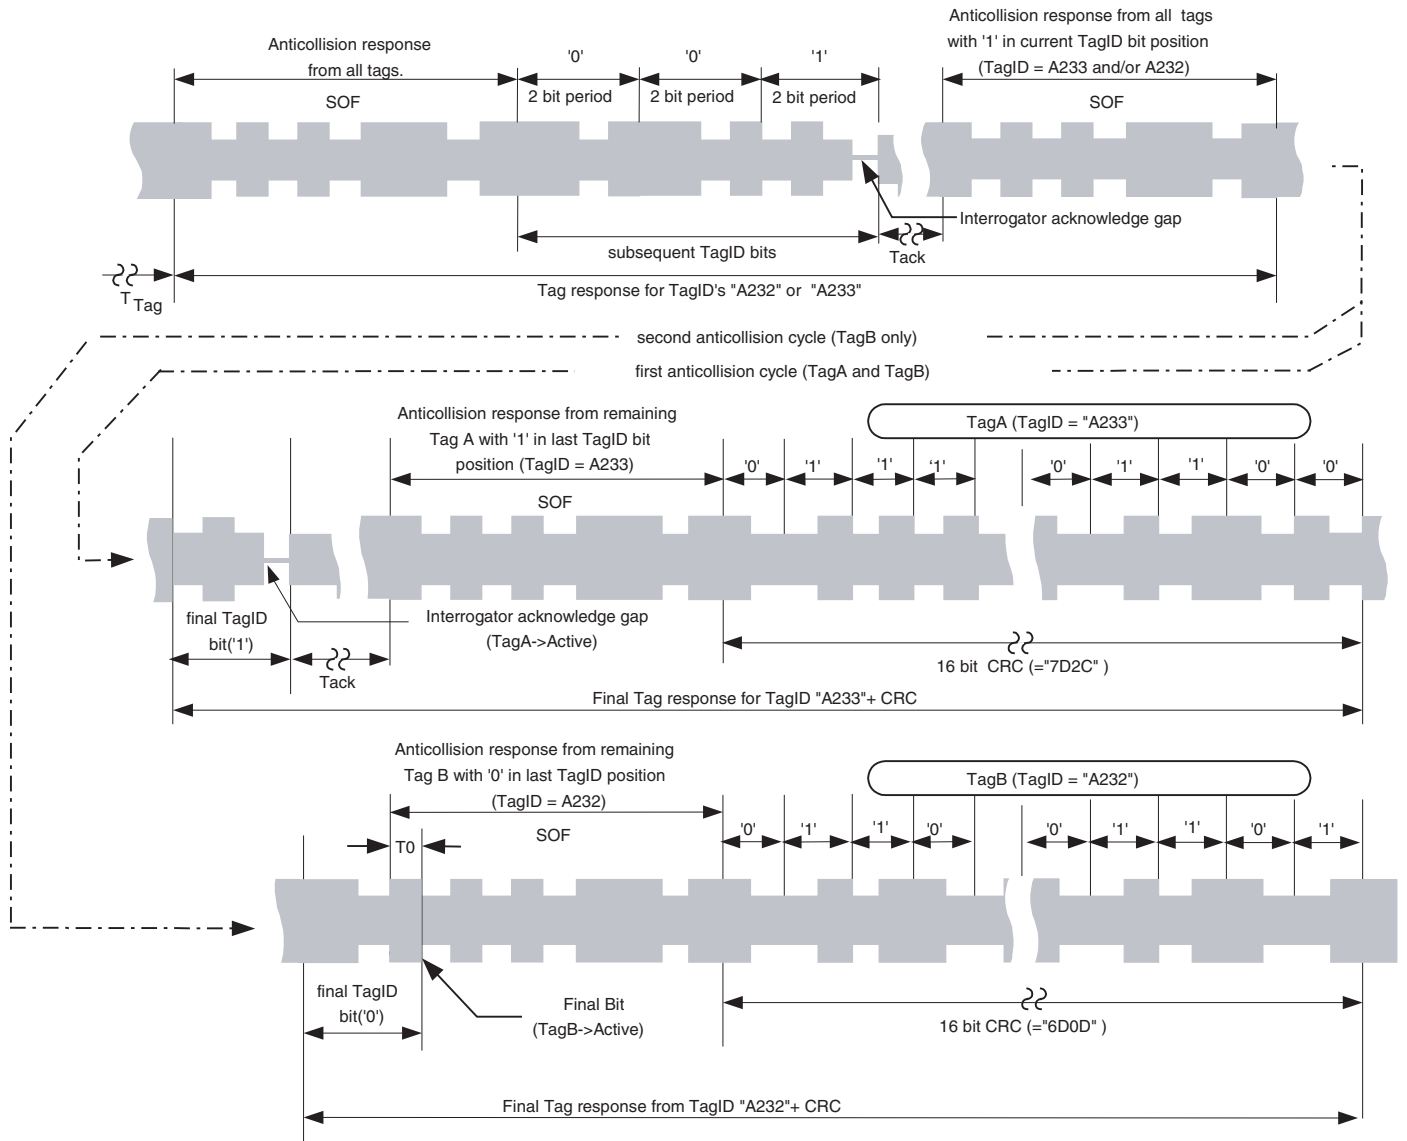 Anticollision response
from all tags.
SOF
'0'
'0'
'1'
2 bit period
2 bit period
2 bit period
Anticollision response from all tags
with '1' in current TagID bit position
(TagID = A233 and/or A232)
SOF
Interrogator acknowledge gap
subsequent TagID bits
Tack
T Tag
Tag response for TagID's "A232" or "A233"
second anticollision cycle (TagB only)
first anticollision cycle (TagA and TagB)
Anticollision response from remaining
Tag A with '1' in last TagID bit
position (TagID = A233)
SOF
TagA (TagID = "A233")
'0'
'1'
'1'
'1'
'0'
'1'
'1'
'0'
'0'
final TagID
bit('1')
Interrogator acknowledge gap
(TagA->Active)
Tack
16 bit CRC (="7D2C" )
Final Tag response for TagID "A233"+ CRC
Anticollision response from remaining
Tag B with '0' in last TagID position
(TagID = A232)
SOF
T0
TagB (TagID = "A232")
'0'
'1'
'1'
'0'
'0'
'1'
'1'
'0'
'1'
final TagID
bit('0')
Final Bit
(TagB->Active)
16 bit CRC (="6D0D" )
Final Tag response from TagID "A232"+ CRC